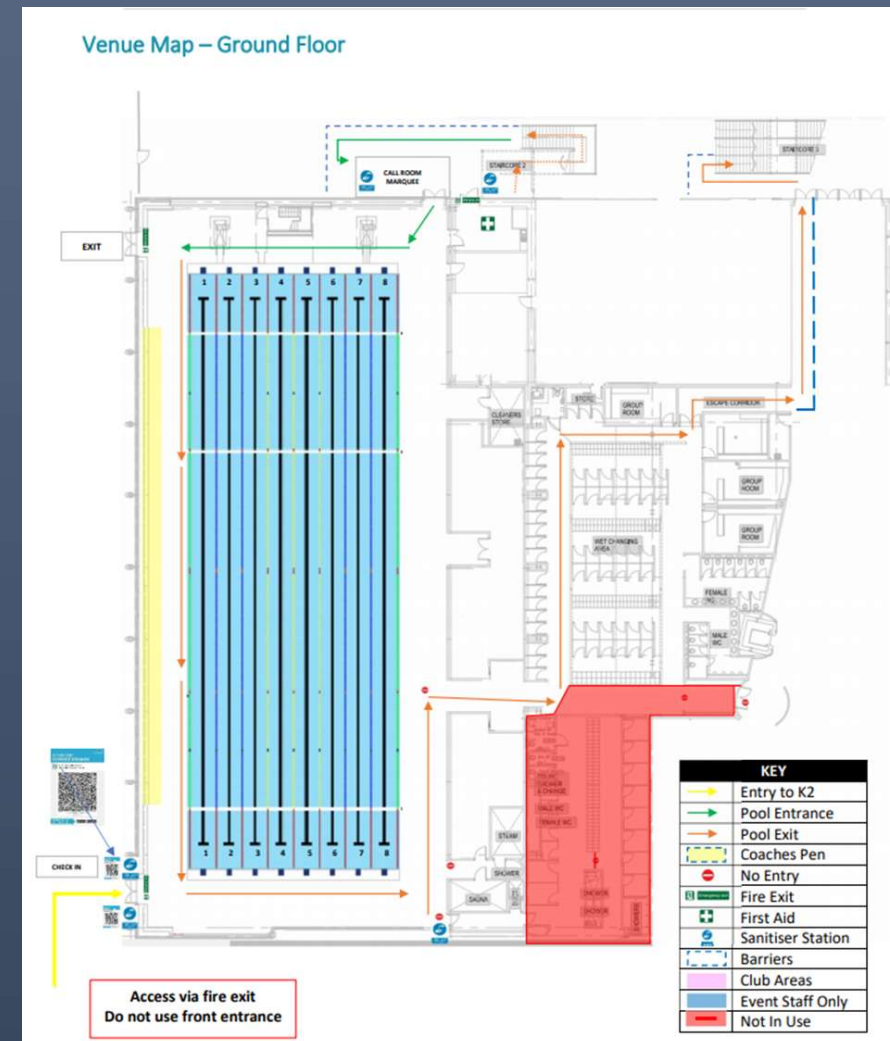 Venue Map – Ground Floor
CALL ROOM
MARQUEE
STAIRCORE 2
EXIT
1 2 3 4 5 6 7 8
CLEANERS
STORE
STORE
GROUP
ROOM
ESCAPE CORRIDOR
GROUP
ROOM
GROUP
ROOM
WET CHANGING
AREA
FEMALE
WC
MALE
WC
MALE WC
FEMALE WC
STEAM
SHOWER
SAUNA
SHOWER
SHOWERS
CHECK IN
1 2 3 4 5 6 7 8
Access via fire exit
Do not use front entrance
KEY
Entry to K2
Pool Entrance
Pool Exit
Coaches Pen
No Entry
Fire Exit
First Aid
Sanitiser Station
Barriers
Club Areas
Event Staff Only
Not In Use